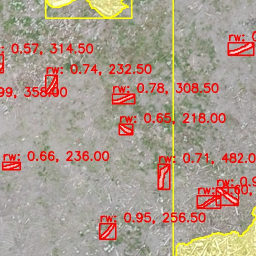 0.57, 314.50
rw: 0.74, 232.50
99, 358.00
rw: 0.78, 308.50
rw: 0.65, 218.00
rw: 0.66, 236.00
rw: 0.71, 482.0
rw: 0.95, 256.50